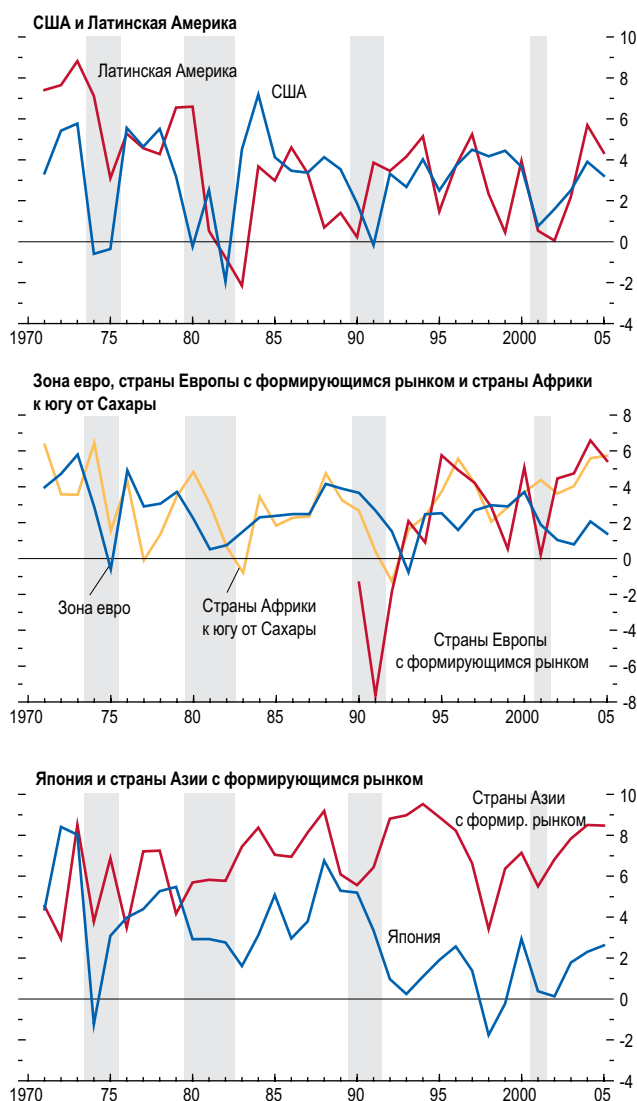 США и Латинская Америка
10
Латинская Америка
США
8
6
4
2
0
-2
-4
1970 75 80 85 90 95 2000 05
Зона евро, страны Европы с формирующимся рынком и страны Африки
к югу от Сахары
8
6
4
2
0
-2
-4
-6
-8
Зона евро
Страны Африки
к югу от Сахары
Страны Европы
с формирующимся рынком
1970 75 80 85 90 95 2000 05
Япония и страны Азии с формирующимся рынком
10
Страны Азии
с формир. рынком
8
6
4
Япония
2
0
-2
-4
1970 75 80 85 90 95 2000 05